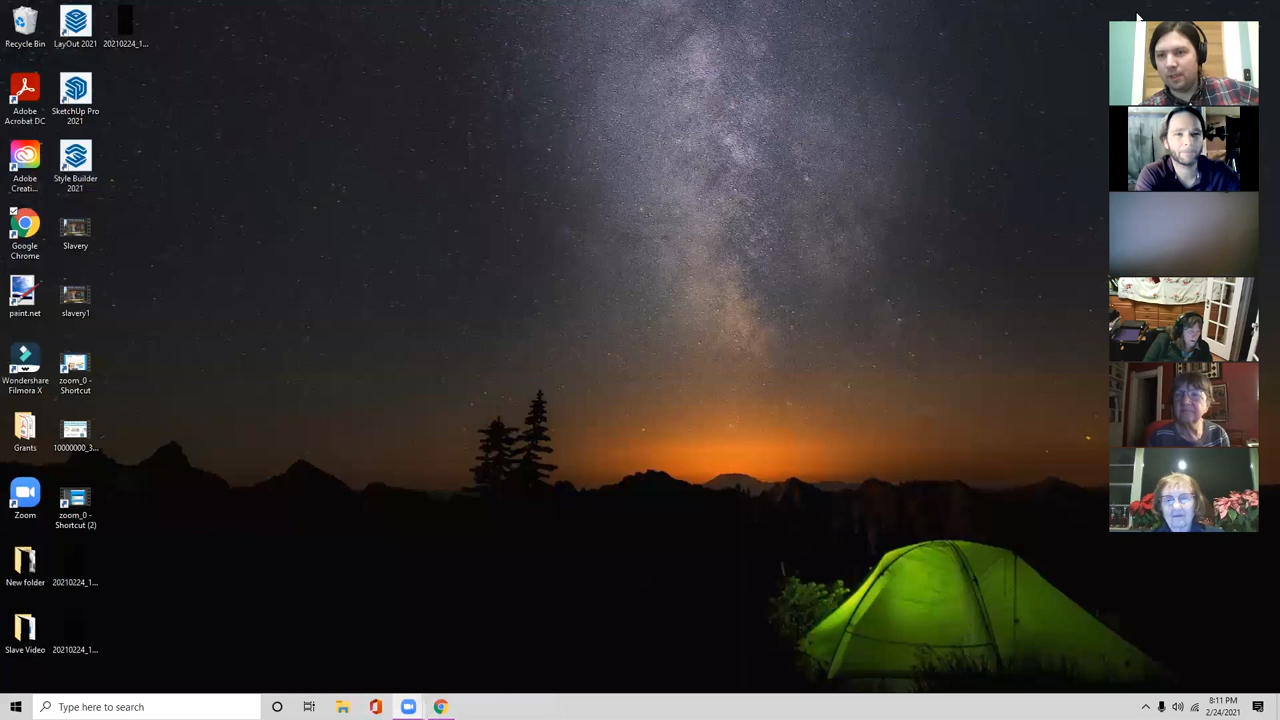 Recycle Bin
LayOut 2021
20210224_1...
Adobe
Acrobat DC
SketchUp Pro
2021
Adobe
Creati...
Style Builder
2021
Google
Chrome
Slavery
paint.net
slavery1
Wondershare
Filmora X
zoom_0 -
Shortcut
Grants
10000000_3...
Zoom
zoom_0 -
Shortcut (2)
New folder
20210224_1...
Slave Video
20210224_1...
Type here to search
8:11 PM
2/24/2021